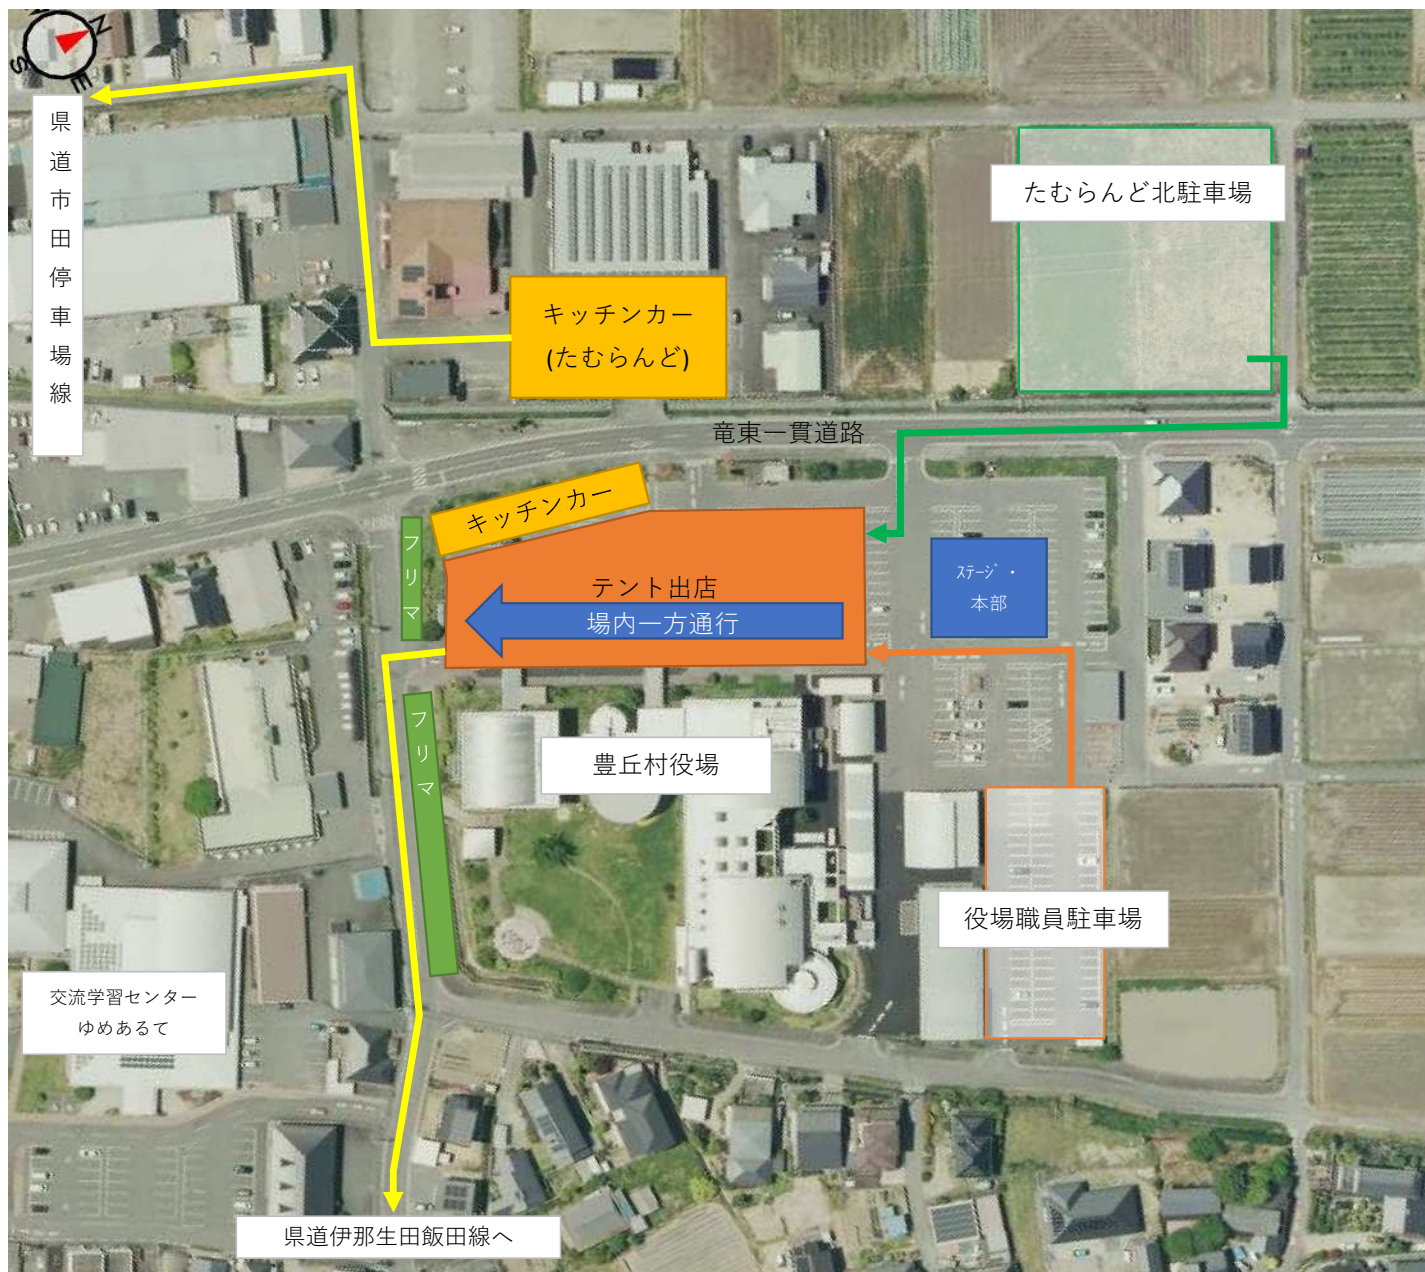 N
S
E
県道市田停車場線
たむらんど北駐車場
キッチンカー
(たむらんど)
竜東一貫道路
キッチンカー
フリマ
テント出店
場内一方通行
ｽﾃｰｼﾞ・
本部
フリマ
豊丘村役場
役場職員駐車場
交流学習センター
ゆめあるて
県道伊那生田飯田線へ